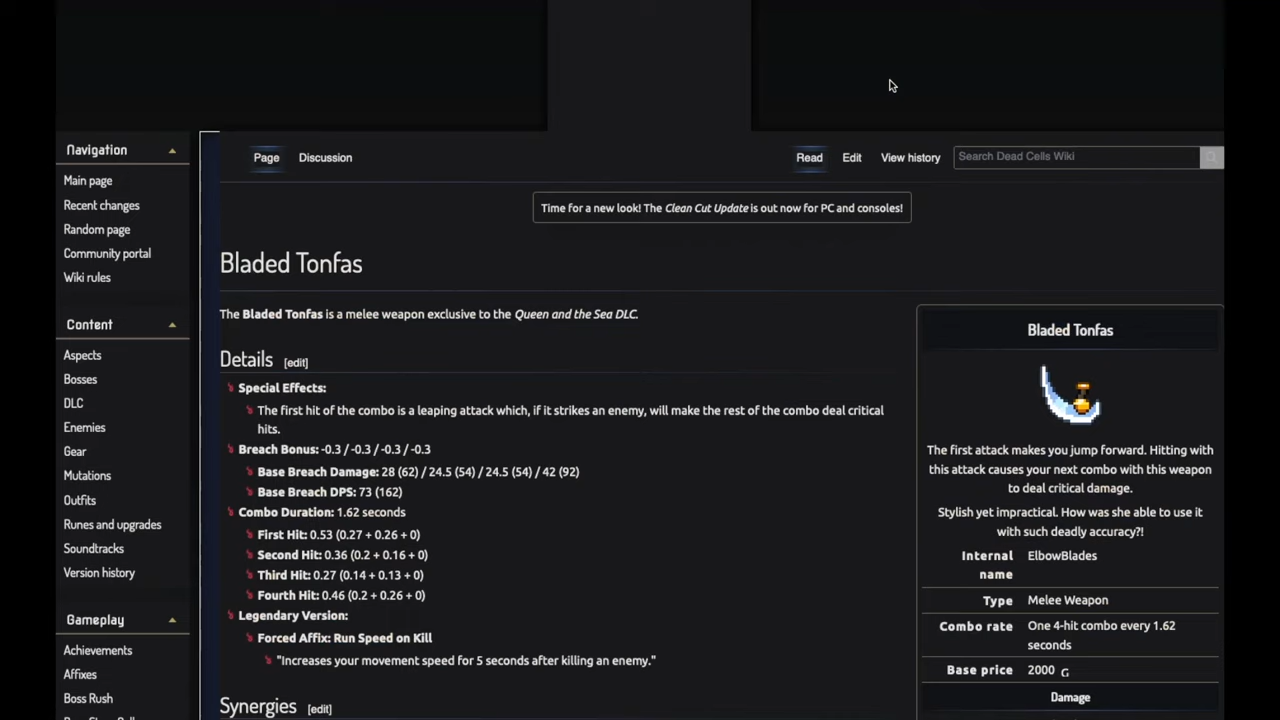 Navigation
Main page
Recent changes
Random page
Community portal
Wiki rules
Content
Aspects
Bosses
DLC
Enemies
Gear
Mutations
Outfits
Runes and upgrades
Soundtracks
Version history
Gameplay
Achievements
Affixes
Boss Rush
Page Discussion Read Edit View history Search Dead Cells Wiki
Time for a new look! The Clean Cut Update is out now for PC and consoles!
Bladed Tonfas
The Bladed Tonfas is a melee weapon exclusive to the Queen and the Sea DLC.
Details [edit]
Special Effects:
The first hit of the combo is a leaping attack which, if it strikes an enemy, will make the rest of the combo deal critical
hits.
Breach Bonus: -0.3 / -0.3 / -0.3 / -0.3
Base Breach Damage: 28 (62) / 24.5 (54) / 24.5 (54) / 42 (92)
Base Breach DPS: 73 (162)
Combo Duration: 1.62 seconds
First Hit: 0.53 (0.27 + 0.26 + 0)
Second Hit: 0.36 (0.2 + 0.16 + 0)
Third Hit: 0.27 (0.14 + 0.13 + 0)
Fourth Hit: 0.46 (0.2 + 0.26 + 0)
Legendary Version:
Forced Affix: Run Speed on Kill
"Increases your movement speed for 5 seconds after killing an enemy."
Synergies [edit]
Bladed Tonfas
The first attack makes you jump forward. Hitting with
this attack causes your next combo with this weapon
to deal critical damage.
Stylish yet impractical. How was she able to use it
with such deadly accuracy?!
Internal name ElbowBlades
Type Melee Weapon
Combo rate One 4-hit combo every 1.62
seconds
Base price 2000 G
Damage